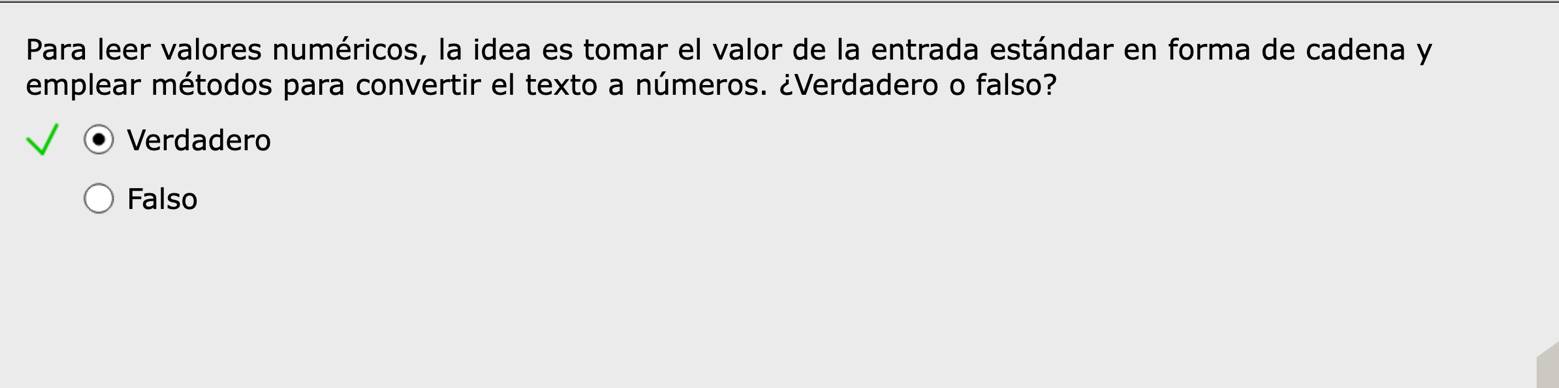 Para leer valores numéricos, la idea es tomar el valor de la entrada estándar en forma de cadena y
emplear métodos para convertir el texto a números. ¿Verdadero o falso?
Verdadero
Falso